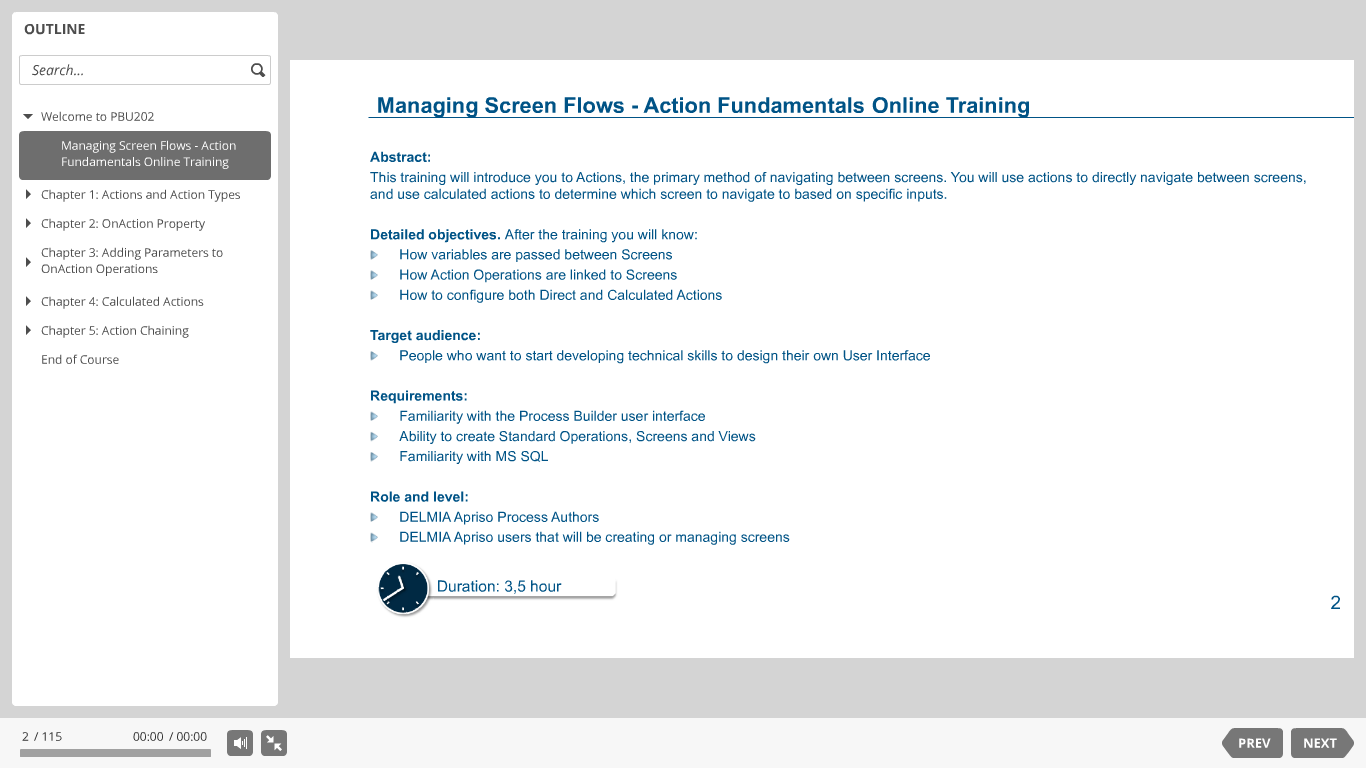 OUTLINE
Search...
Welcome to PBU202
Managing Screen Flows - Action
Fundamentals Online Training
Chapter 1: Actions and Action Types
Chapter 2: OnAction Property
Chapter 3: Adding Parameters to
OnAction Operations
Chapter 4: Calculated Actions
Chapter 5: Action Chaining
End of Course
Managing Screen Flows - Action Fundamentals Online Training
Abstract:
This training will introduce you to Actions, the primary method of navigating between screens. You will use actions to directly navigate between screens,
and use calculated actions to determine which screen to navigate to based on specific inputs.
Detailed objectives. After the training you will know:
How variables are passed between Screens
How Action Operations are linked to Screens
How to configure both Direct and Calculated Actions
Target audience:
People who want to start developing technical skills to design their own User Interface
Requirements:
Familiarity with the Process Builder user interface
Ability to create Standard Operations, Screens and Views
Familiarity with MS SQL
Role and level:
DELMIA Apriso Process Authors
DELMIA Apriso users that will be creating or managing screens
Duration: 3,5 hour
2
2 / 115
00:00 / 00:00
PREV
NEXT